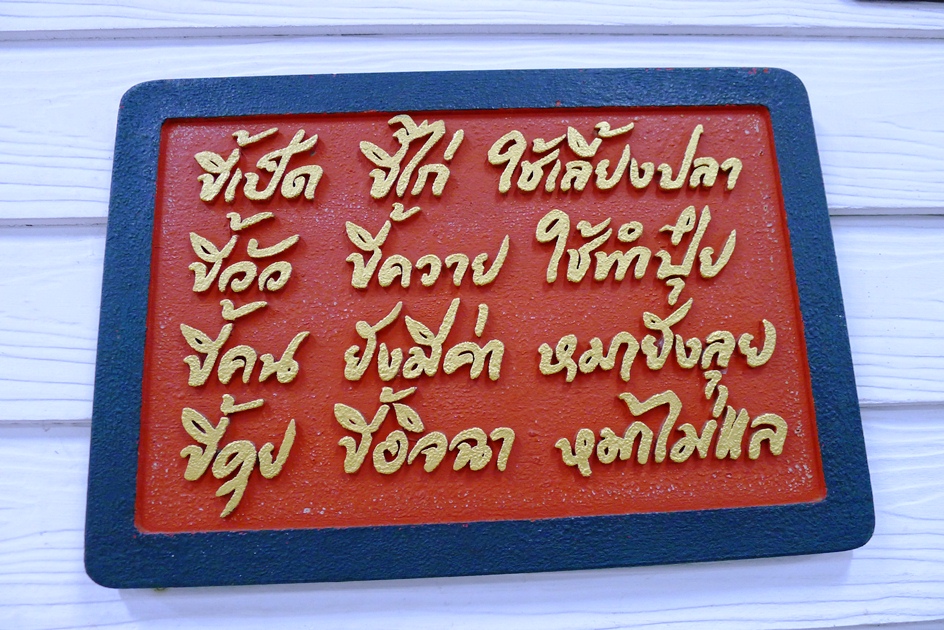 ขี้เป็ด ขี้ไก่ ใช้เลี้ยงปลา
ขี้วัว ขี้ควาย ใช้ทำปุ๋ย
ขี้คน ยังมีค่า หมายังลุย
ขี้คุย ขี้อิจฉา หมาไม่แล